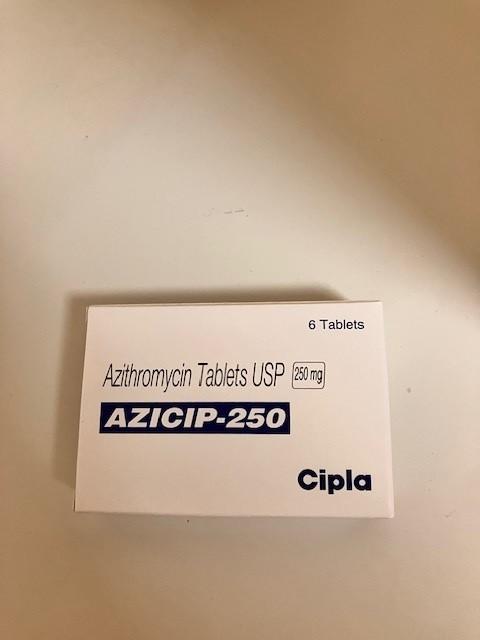 6 Tablets
Azithromycin Tablets USP 250 mg
AZICIP-250
Cipla